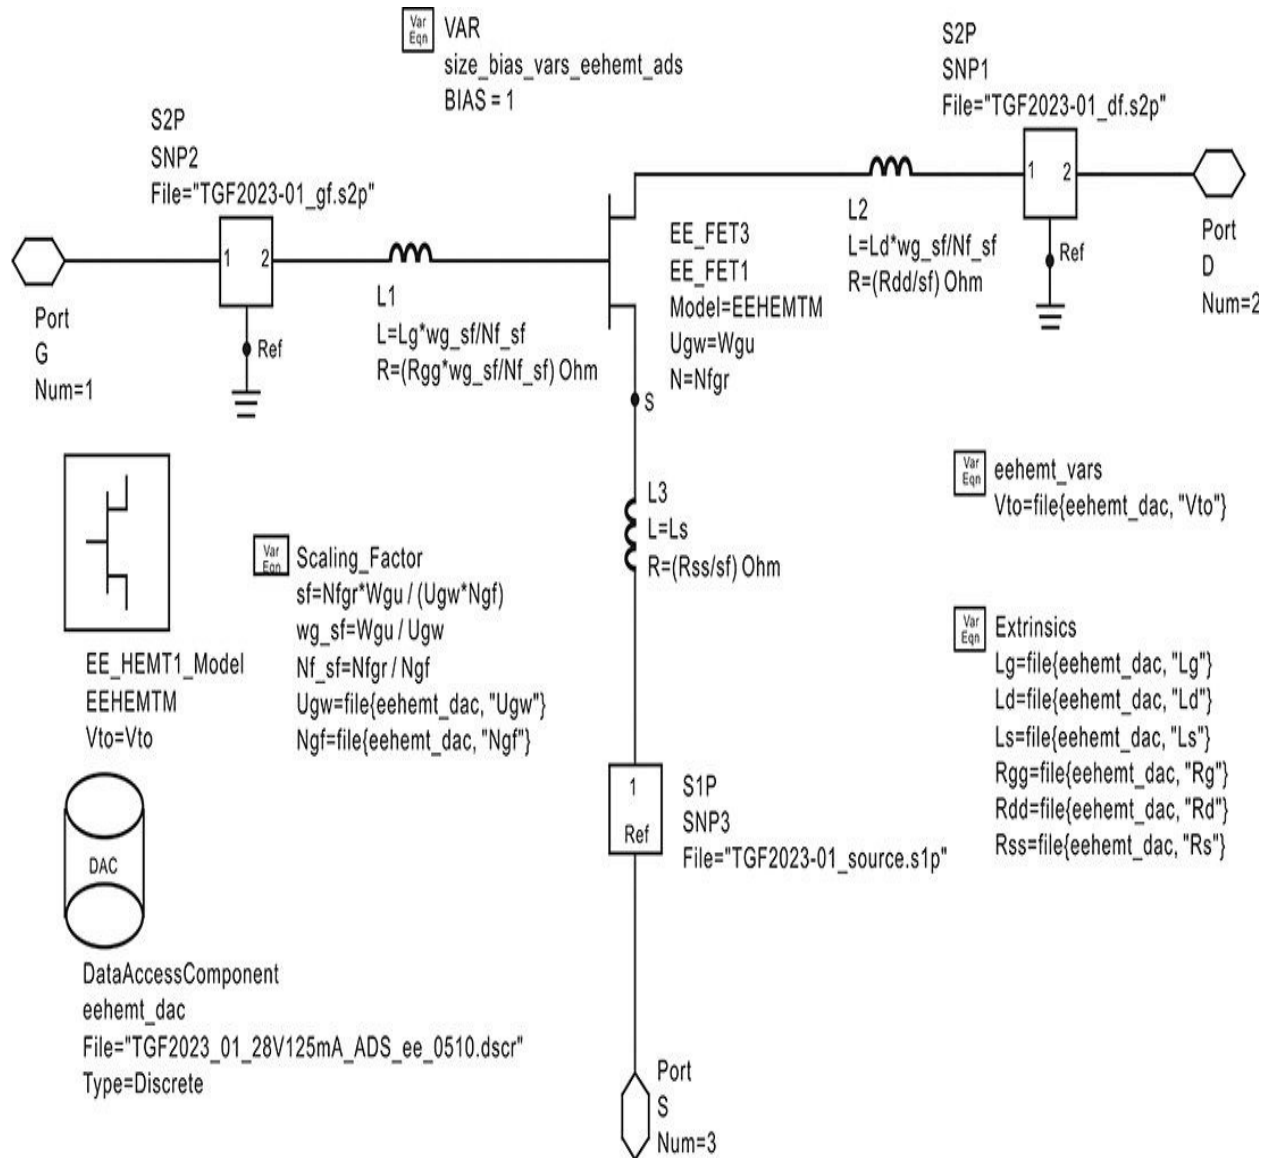 Var
Eqn
VAR
size_bias_vars_eehemt_ads
BIAS = 1
S2P
SNP1
File="TGF2023-01_df.s2p"
1 2
Ref
Port
D
Num=2
S2P
SNP2
File="TGF2023-01_gf.s2p"
1 2
Ref
Port
G
Num=1
L1
L=Lg*wg_sf/Nf_sf
R=(Rgg*wg_sf/Nf_sf) Ohm
L2
L=Ld*wg_sf/Nf_sf
R=(Rdd/sf) Ohm
EE_FET3
EE_FET1
Model=EEHEMTM
Ugw=Wgu
N=Nfgr
S
L3
L=Ls
R=(Rss/sf) Ohm
Var
Eqn
eehemt_vars
Vto=file{eehemt_dac, "Vto"}
EE_HEMT1_Model
EEHEMTM
Vto=Vto
Var
Eqn
Scaling_Factor
sf=Nfgr*Wgu / (Ugw*Ngf)
wg_sf=Wgu / Ugw
Nf_sf=Nfgr / Ngf
Ugw=file{eehemt_dac, "Ugw"}
Ngf=file{eehemt_dac, "Ngf"}
Var
Eqn
Extrinsics
Lg=file{eehemt_dac, "Lg"}
Ld=file{eehemt_dac, "Ld"}
Ls=file{eehemt_dac, "Ls"}
Rgg=file{eehemt_dac, "Rg"}
Rdd=file{eehemt_dac, "Rd"}
Rss=file{eehemt_dac, "Rs"}
1
Ref
S1P
SNP3
File="TGF2023-01_source.s1p"
DAC
DataAccessComponent
eehemt_dac
File="TGF2023_01_28V125mA_ADS_ee_0510.dscr"
Type=Discrete
Port
S
Num=3